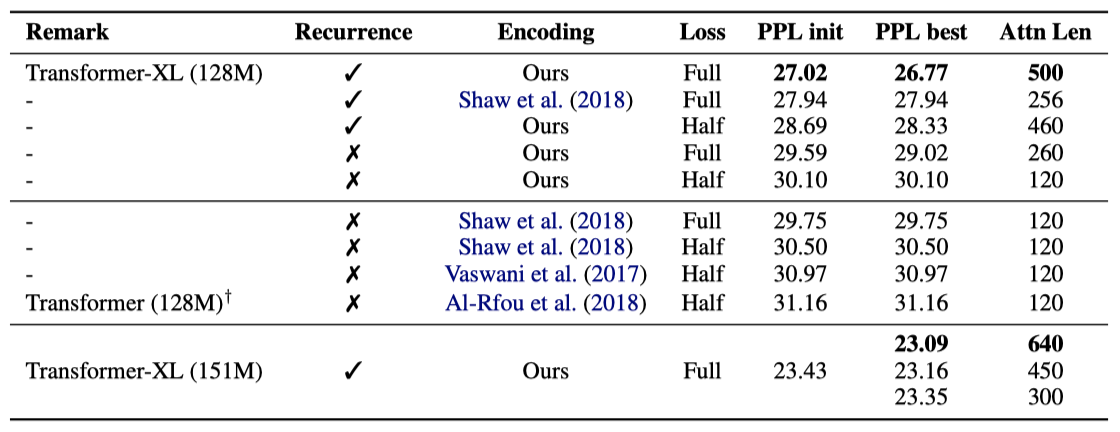 Remark Recurrence Encoding Loss PPL init PPL best Attn Len
Transformer-XL (128M) ✓ Ours Full 27.02 26.77 500
- ✓ Shaw et al. (2018) Full 27.94 27.94 256
- ✓ Ours Half 28.69 28.33 460
- ✗ Ours Full 29.59 29.02 260
- ✗ Ours Half 30.10 30.10 120
- ✗ Shaw et al. (2018) Full 29.75 29.75 120
- ✗ Shaw et al. (2018) Half 30.50 30.50 120
- ✗ Vaswani et al. (2017) Half 30.97 30.97 120
Transformer (128M)† ✗ Al-Rfou et al. (2018) Half 31.16 31.16 120
23.09 640
Transformer-XL (151M) ✓ Ours Full 23.43 23.16 450
23.35 300